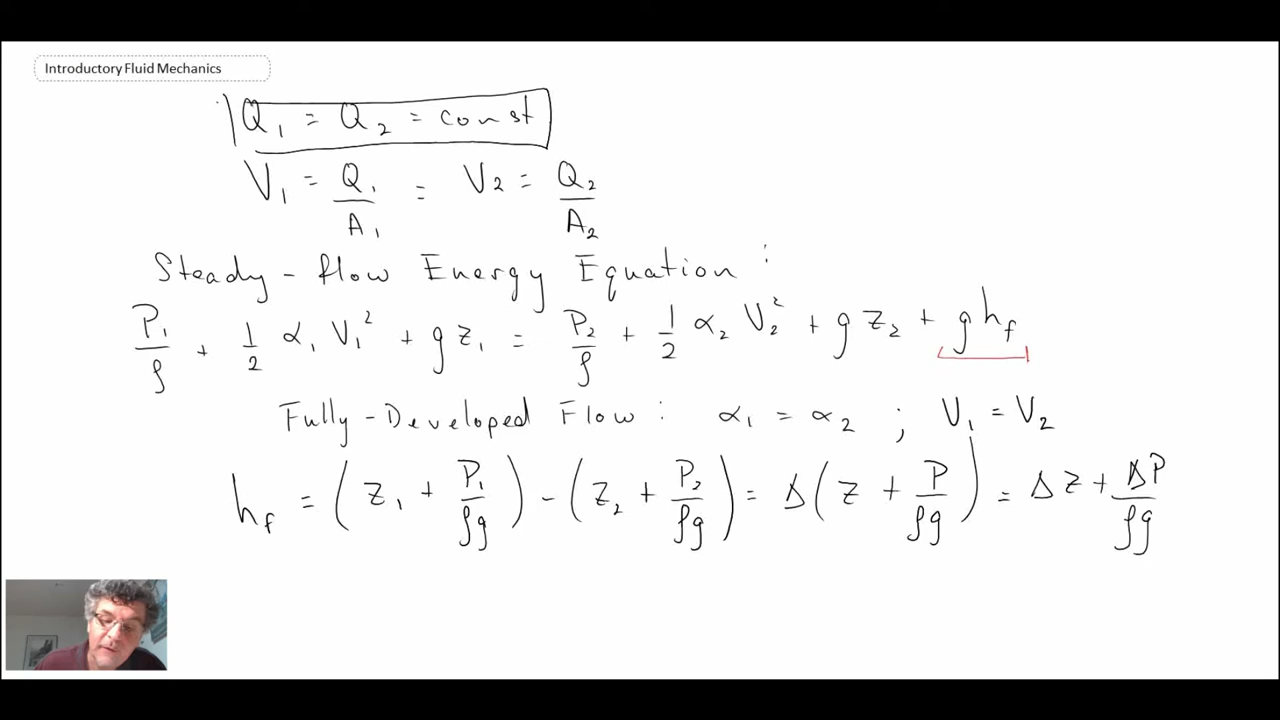 Introductory Fluid Mechanics
Q₁ = Q₂ = const
V₁ = Q₁/A₁ = V₂ = Q₂/A₂
Steady-flow Energy Equation :
P₁/ρ + 1/2 α₁ V₁² + g z₁ = P₂/ρ + 1/2 α₂ V₂² + g z₂ + g h_f
Fully-Developed Flow : α₁ = α₂ ; V₁ = V₂
h_f = (z₁ + P₁/ρg) - (z₂ + P₂/ρg) = Δ(z + P/ρg) = Δz + ΔP/ρg